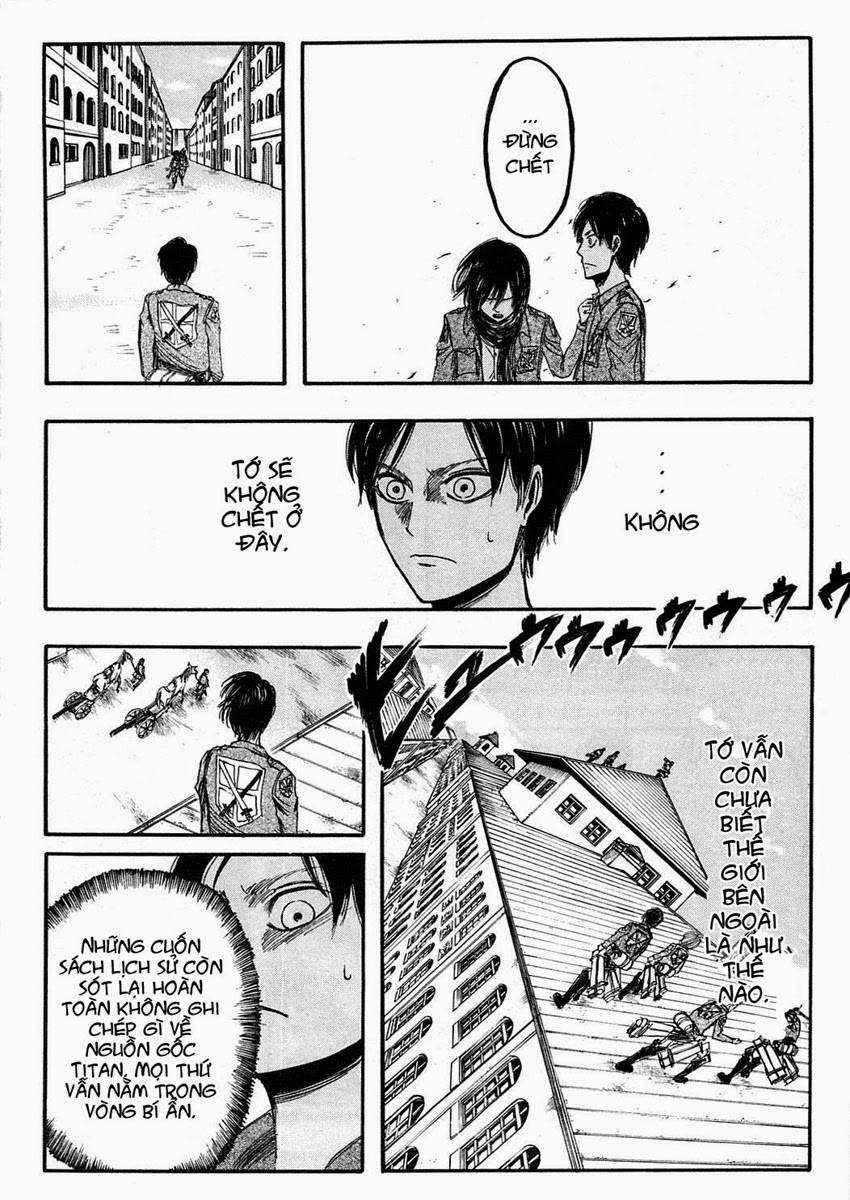 ...
ĐỪNG
CHẾT
...
KHÔNG
TỚ SẼ
KHÔNG
CHẾT Ở
ĐÂY.
TỚ VẪN
CÒN
CHƯA
BIẾT
THẾ
GIỚI
BÊN
NGOÀI
LÀ NHƯ
THẾ
NÀO.
NHỮNG CUỐN
SÁCH LỊCH SỬ CÒN
SÓT LẠI HOÀN
TOÀN KHÔNG GHI
CHÉP GÌ VỀ
NGUỒN GỐC
TITAN, MỌI THỨ
VẪN NẰM TRONG
VÒNG BÍ ẨN.